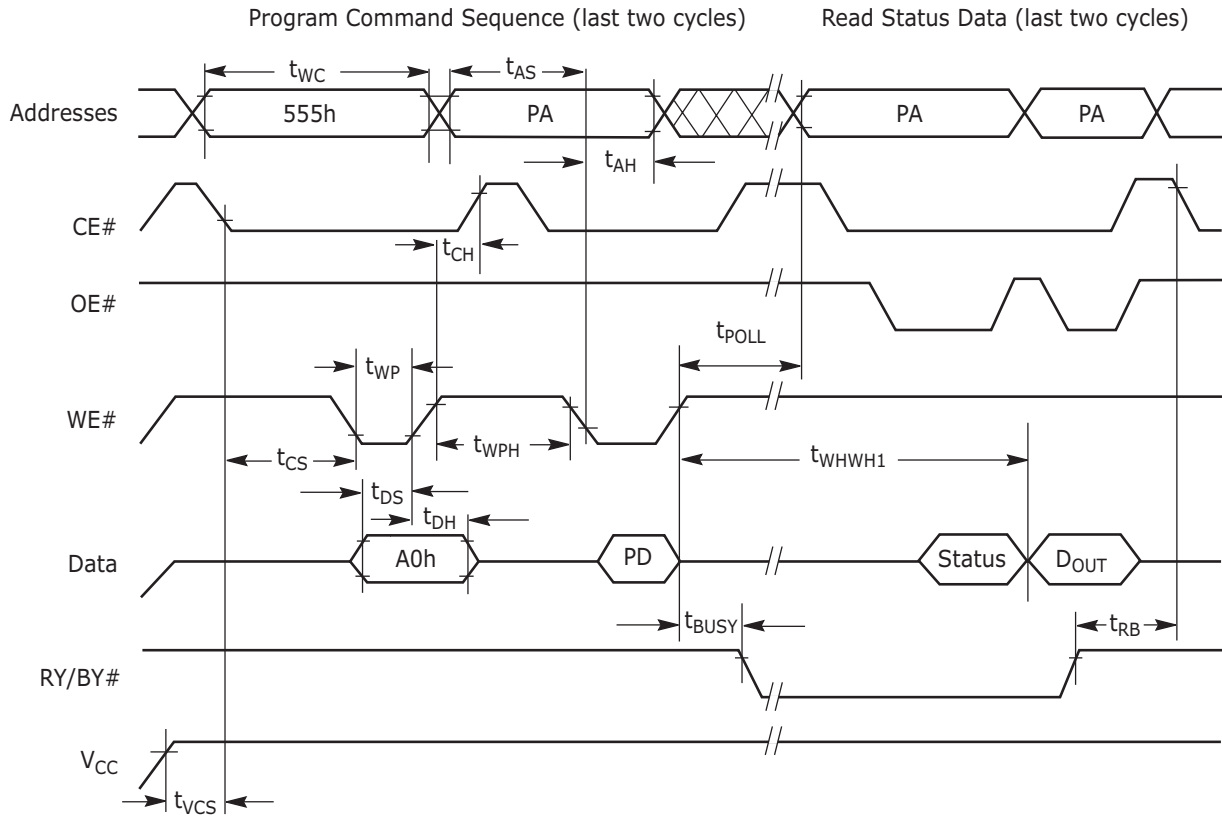 Program Command Sequence (last two cycles) Read Status Data (last two cycles)
tWC tAS
Addresses 555h PA PA PA
tAH
CE#
tCH
OE#
tPOLL
tWP
WE#
tWPH tWHWH1
tCS
tDS
tDH
Data A0h PD Status DOUT
tBUSY tRB
RY/BY#
VCC
tVCS